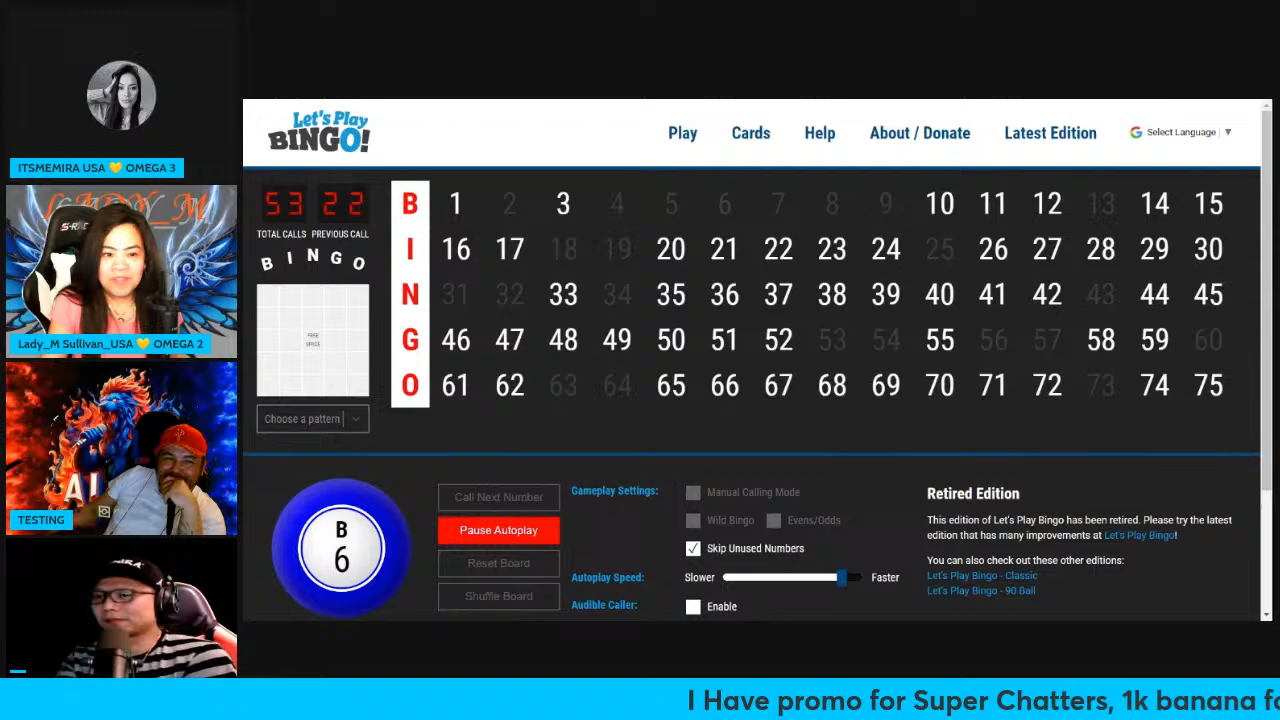 ITSMEMIRA USA 💛 OMEGA 3
LADY_M
Lady_M Sullivan_USA 💛 OMEGA 2
TESTING
Let's Play
BINGO!
Play Cards Help About / Donate Latest Edition Select Language ▼
53 22
TOTAL CALLS PREVIOUS CALL
B I N G O
FREE
SPACE
Choose a pattern
B 1 2 3 4 5 6 7 8 9 10 11 12 13 14 15
I 16 17 18 19 20 21 22 23 24 25 26 27 28 29 30
N 31 32 33 34 35 36 37 38 39 40 41 42 43 44 45
G 46 47 48 49 50 51 52 53 54 55 56 57 58 59 60
O 61 62 63 64 65 66 67 68 69 70 71 72 73 74 75
B
6
Call Next Number
Pause Autoplay
Reset Board
Shuffle Board
Gameplay Settings:
Manual Calling Mode
Wild Bingo Evens/Odds
Skip Unused Numbers
Autoplay Speed: Slower Faster
Audible Caller: Enable
Retired Edition
This edition of Let's Play Bingo has been retired. Please try the latest
edition that has many improvements at Let's Play Bingo!
You can also check out these other editions:
Let's Play Bingo - Classic
Let's Play Bingo - 90 Ball
I Have promo for Super Chatters, 1k banana fo